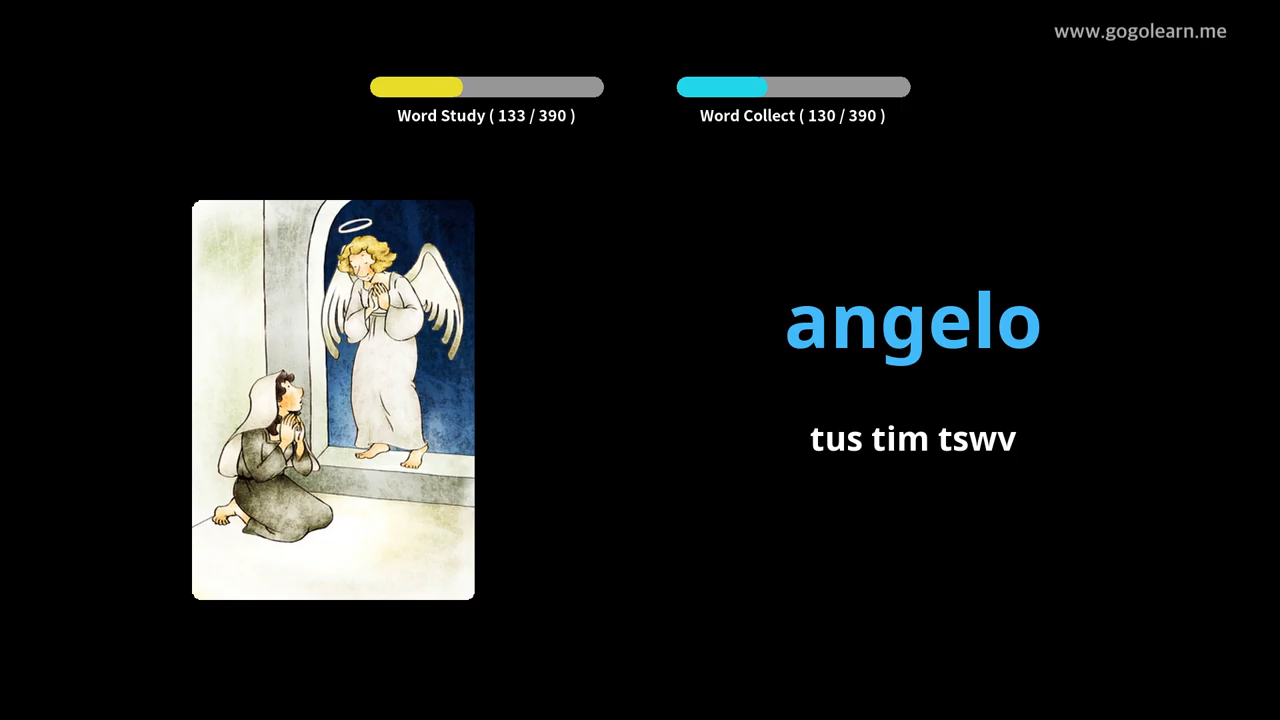 www.gogolearn.me
Word Study ( 133 / 390 )
Word Collect ( 130 / 390 )
angelo
tus tim tswv